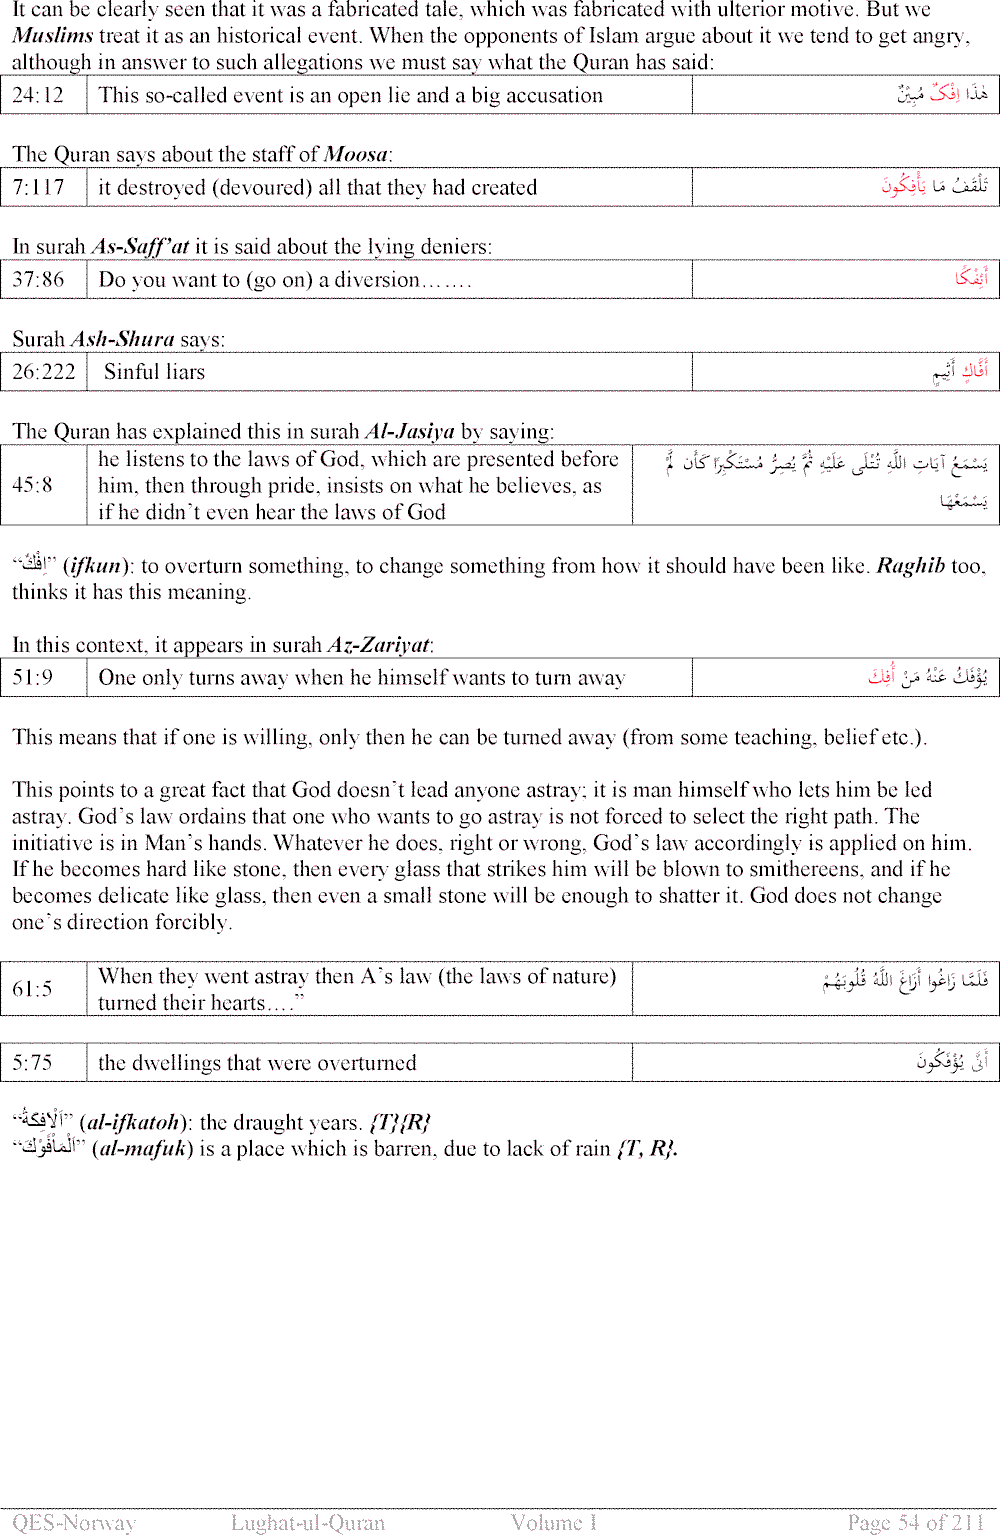 It can be clearly seen that it was a fabricated tale, which was fabricated with ulterior motive. But we
Muslims treat it as an historical event. When the opponents of Islam argue about it we tend to get angry,
although in answer to such allegations we must say what the Quran has said:
24:12 This so-called event is an open lie and a big accusation هٰذَا اِفْکٌ مُبِيْنٌ
The Quran says about the staff of Moosa:
7:117 it destroyed (devoured) all that they had created تَلْقَفُ مَا يَأْفِكُونَ
In surah As-Saff’at it is said about the lying deniers:
37:86 Do you want to (go on) a diversion……. أَئِفْكًا
Surah Ash-Shura says:
26:222 Sinful liars أَفَّاكٍ أَثِيمٍ
The Quran has explained this in surah Al-Jasiya by saying:
45:8 he listens to the laws of God, which are presented before
him, then through pride, insists on what he believes, as
if he didn’t even hear the laws of God
يَسْمَعُ آيَاتِ اللَّهِ تُتْلَى عَلَيْهِ ثُمَّ يُصِرُّ مُسْتَكْبِرًا كَأَن لَّمْ
يَسْمَعْهَا
“اِفْکٌ” (ifkun): to overturn something, to change something from how it should have been like. Raghib too,
thinks it has this meaning.
In this context, it appears in surah Az-Zariyat:
51:9 One only turns away when he himself wants to turn away يُؤْفَكُ عَنْهُ مَنْ أُفِكَ
This means that if one is willing, only then he can be turned away (from some teaching, belief etc.).
This points to a great fact that God doesn’t lead anyone astray; it is man himself who lets him be led
astray. God’s law ordains that one who wants to go astray is not forced to select the right path. The
initiative is in Man’s hands. Whatever he does, right or wrong, God’s law accordingly is applied on him.
If he becomes hard like stone, then every glass that strikes him will be blown to smithereens, and if he
becomes delicate like glass, then even a small stone will be enough to shatter it. God does not change
one’s direction forcibly.
61:5 When they went astray then A’s law (the laws of nature)
turned their hearts….”
فَلَمَّا زَاغُوا أَزَاغَ اللَّهُ قُلُوبَهُمْ
5:75 the dwellings that were overturned أَنَّى يُؤْفَكُونَ
“اَلْاَفِکَةُ” (al-ifkatoh): the draught years. {T}{R}
“اَلْمَاْفُوْکَ” (al-mafuk) is a place which is barren, due to lack of rain {T, R}.
QES-Norway Lughat-ul-Quran Volume I Page 54 of 211